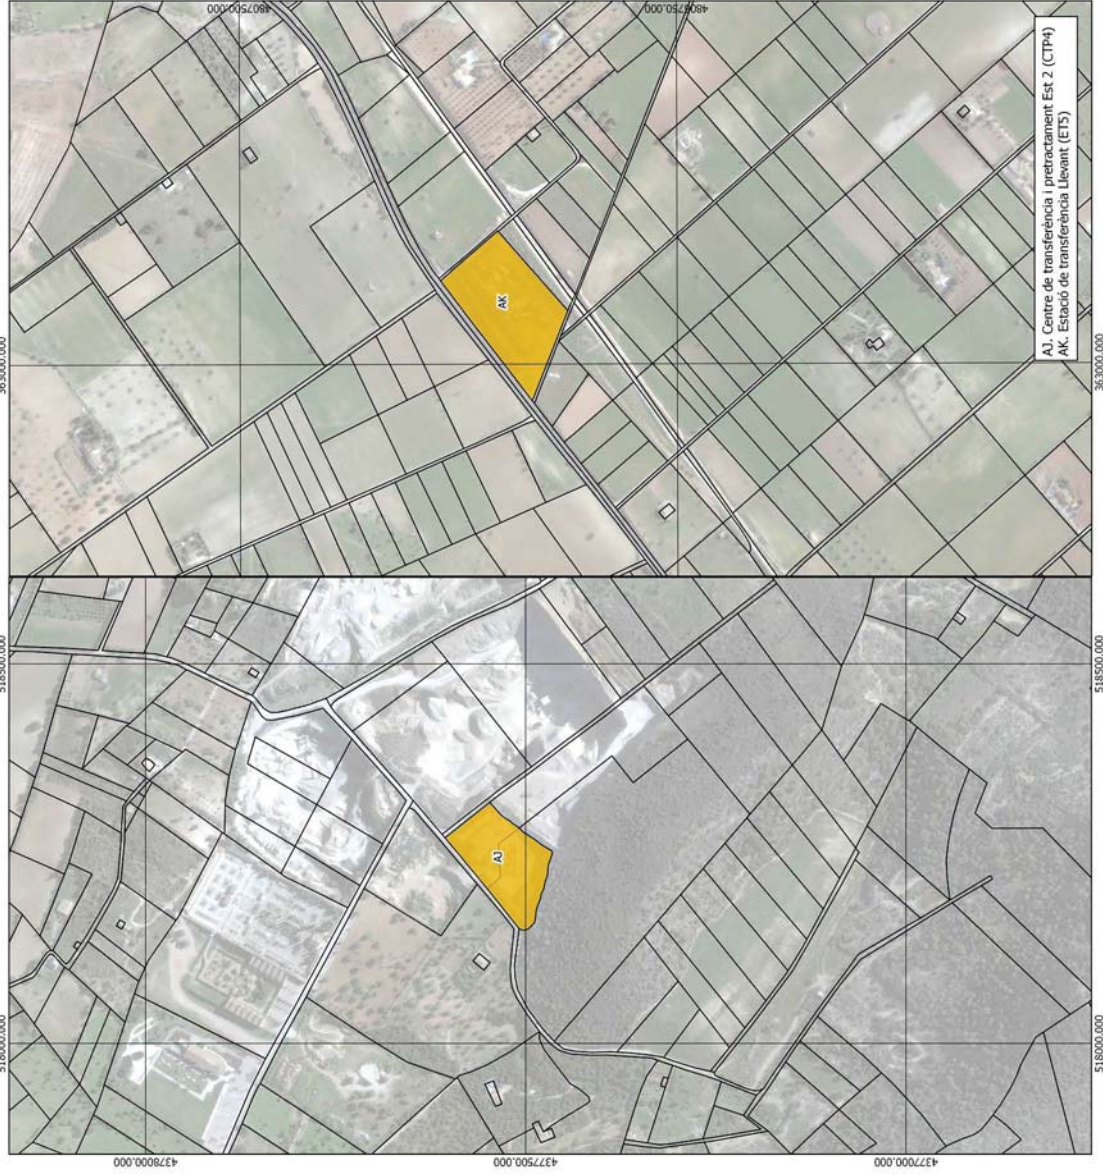 4807500.000
4806750.000
363000.000
363000.000
AK
AJ. Centre de transferència i pretractament Est 2 (CTP4)
AK. Estació de transferència Llevant (ET5)
518500.000
518500.000
AJ
518000.000
518000.000
4378000.000
4377500.000
4377000.000